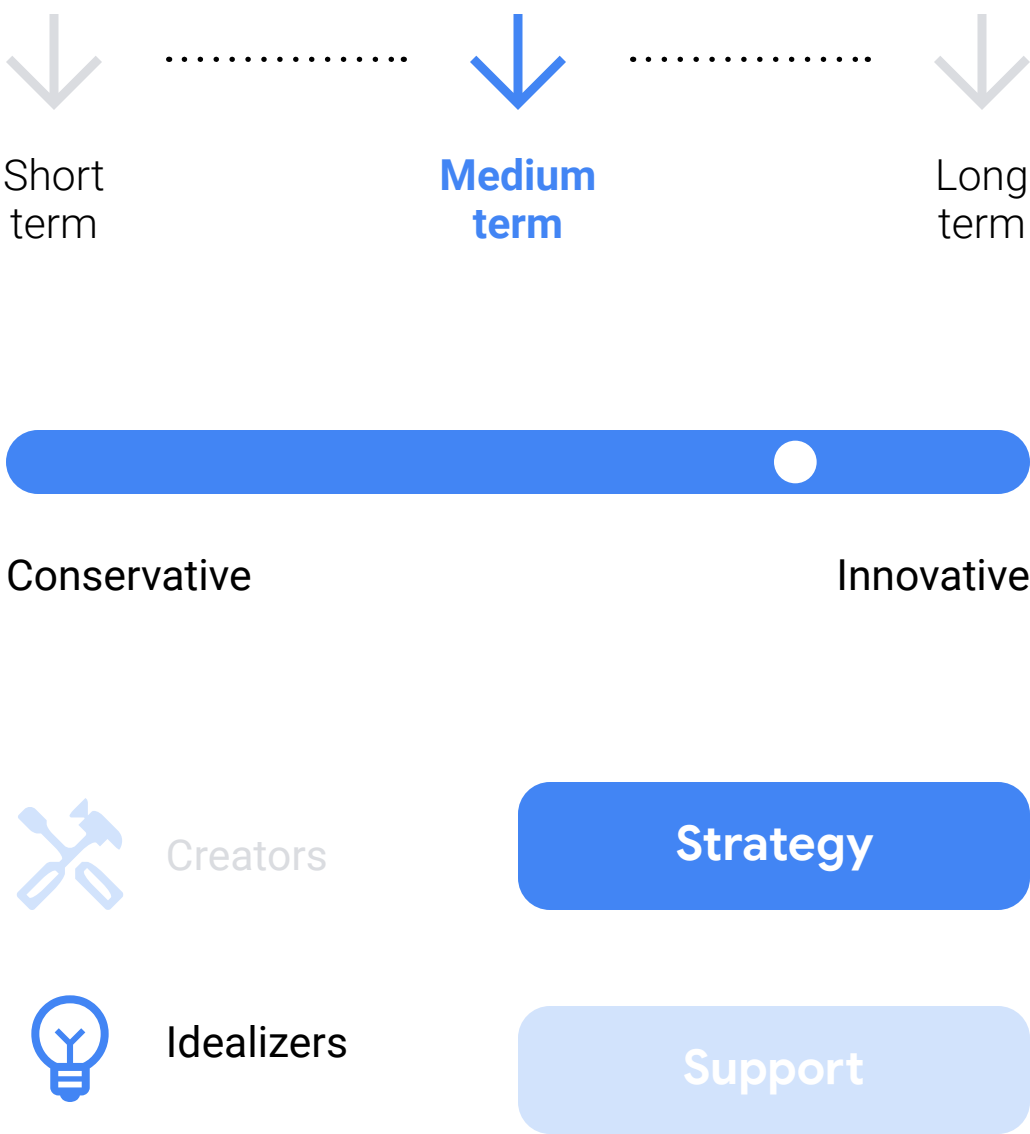 Short
term
Medium
term
Long
term
Conservative
Innovative
Creators
Strategy
Idealizers
Support